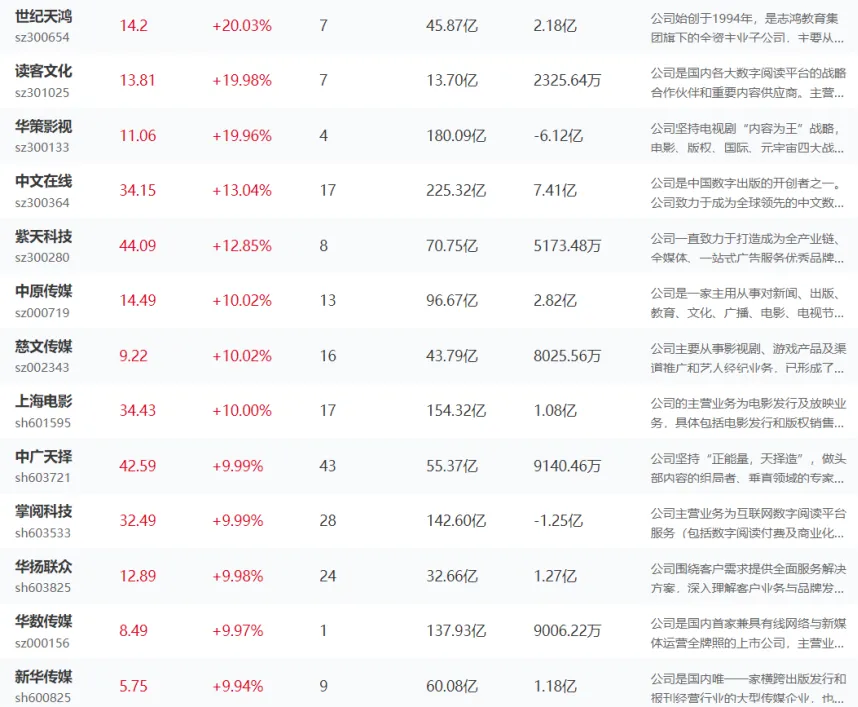 世纪天鸿 14.2 +20.03% 7 45.87亿 2.18亿 公司始创于1994年，是志鸿教育集
sz300654 团旗下的全资主业子公司，主要从...
读客文化 13.81 +19.98% 7 13.70亿 2325.64万 公司是国内各大数字阅读平台的战略
sz301025 合作伙伴和重要内容供应商。主营...
华策影视 11.06 +19.96% 4 180.09亿 -6.12亿 公司坚持电视剧“内容为王”战略，
sz300133 电影、版权、国际、元宇宙四大战...
中文在线 34.15 +13.04% 17 225.32亿 7.41亿 公司是中国数字出版的开创者之一。
sz300364 公司致力于成为全球领先的中文数...
紫天科技 44.09 +12.85% 8 70.75亿 5173.48万 公司一直致力于打造成为全产业链、
sz300280 全媒体、一站式广告服务优秀品牌...
中原传媒 14.49 +10.02% 13 96.67亿 2.82亿 公司是一家主用从事对新闻、出版、
sz000719 教育、文化、广播、电影、电视节...
慈文传媒 9.22 +10.02% 16 43.79亿 8025.56万 公司主要从事影视剧、游戏产品及渠
sz002343 道推广和艺人经纪业务，已形成了...
上海电影 34.43 +10.00% 17 154.32亿 1.08亿 公司的主营业务为电影发行及放映业
sh601595 务，具体包括电影发行和版权销售...
中广天择 42.59 +9.99% 43 55.37亿 9140.46万 公司坚持“正能量，天择造”，做头
sh603721 部内容的织局者、垂直领域的专家...
掌阅科技 32.49 +9.99% 28 142.60亿 -1.25亿 公司主营业务为互联网数字阅读平台
sh603533 服务（包括数字阅读付费及商业化...
华扬联众 12.89 +9.98% 24 32.66亿 1.27亿 公司围绕客户需求提供全面服务解决
sh603825 方案，深入理解客户业务与品牌发...
华数传媒 8.49 +9.97% 1 137.93亿 9006.22万 公司是国内首家兼具有线网络与新媒
sz000156 体运营全牌照的上市公司，主营业...
新华传媒 5.75 +9.94% 9 60.08亿 1.18亿 公司是国内唯一一家横跨出版发行和
sh600825 报刊经营行业的大型传媒企业，也...